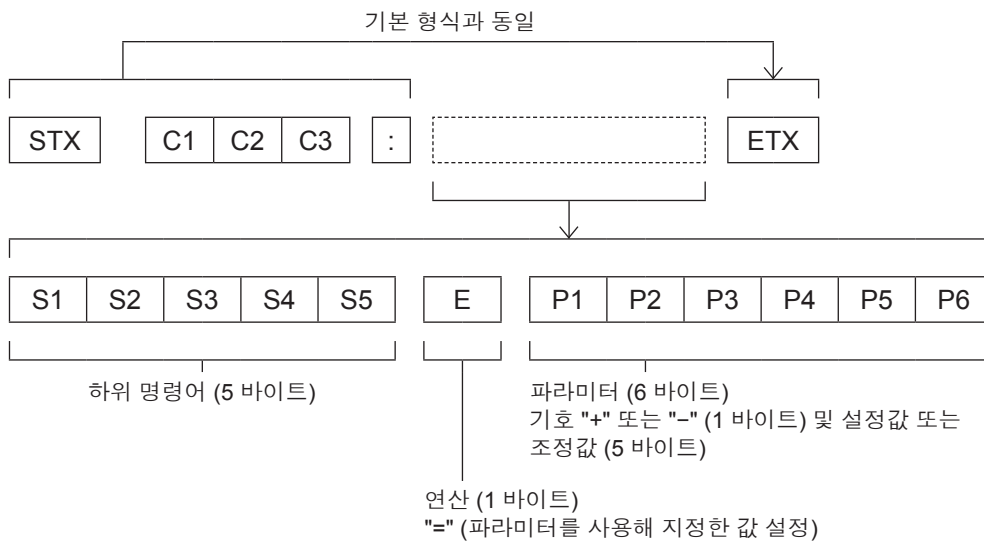 기본 형식과 동일
STX C1 C2 C3 : ETX
S1 S2 S3 S4 S5 E P1 P2 P3 P4 P5 P6
하위 명령어 (5 바이트)
파라미터 (6 바이트)
기호 "+" 또는 "−" (1 바이트) 및 설정값 또는
조정값 (5 바이트)
연산 (1 바이트)
"=" (파라미터를 사용해 지정한 값 설정)